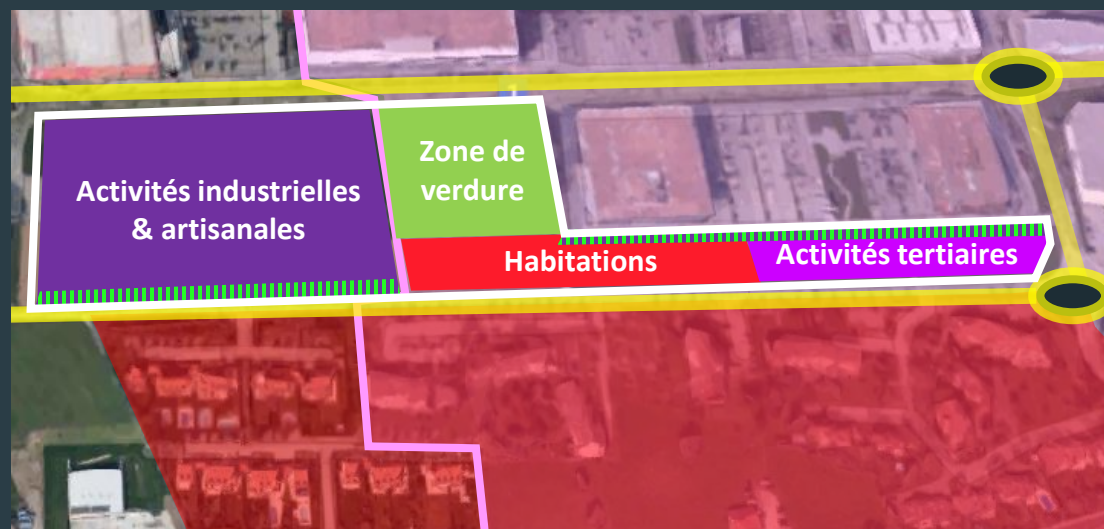 Activités industrielles
& artisanales
Zone de
verdure
Habitations
Activités tertiaires